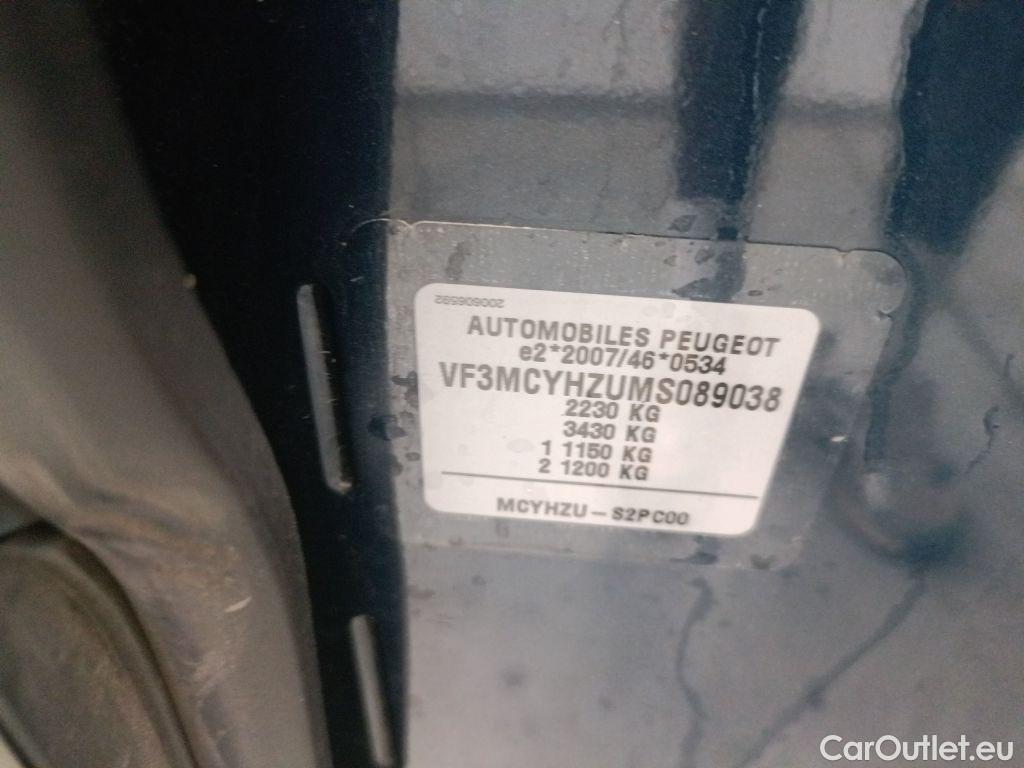 200606592
AUTOMOBILES PEUGEOT
e2*2007/46*0534
VF3MCYHZUMS089038
2230 KG
3430 KG
1 1150 KG
2 1200 KG
MCYHZU - S2PC00
CarOutlet.eu